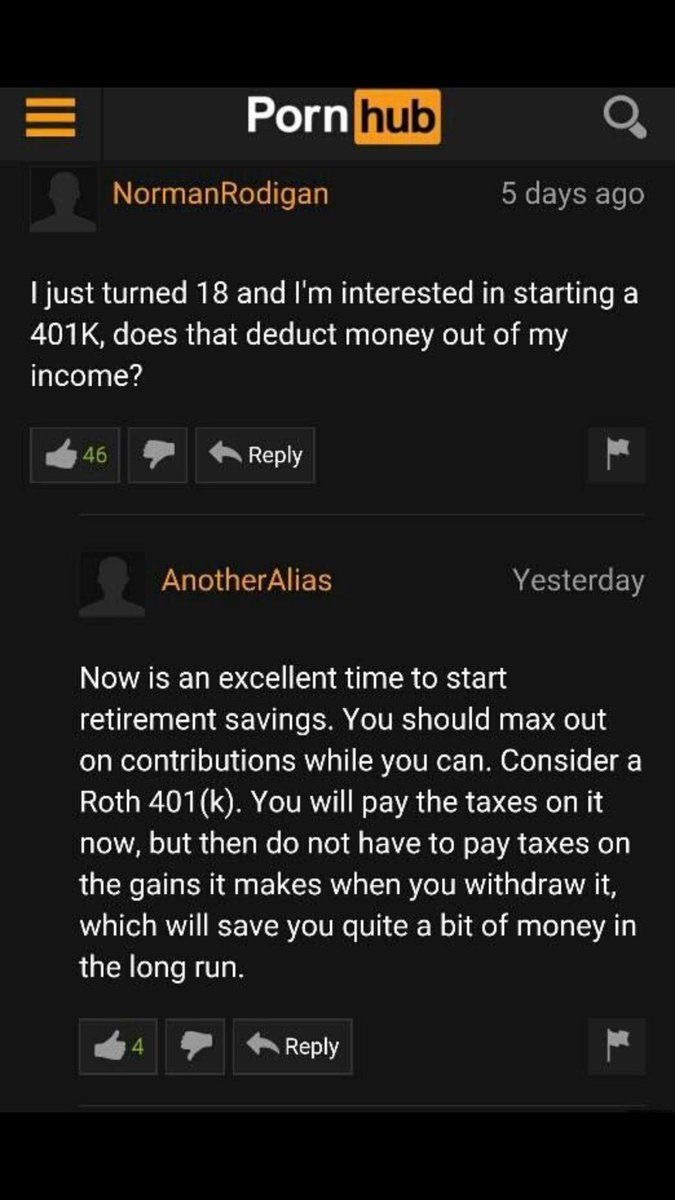 Porn hub
NormanRodigan 5 days ago
I just turned 18 and I'm interested in starting a
401K, does that deduct money out of my
income?
46 Reply
AnotherAlias Yesterday
Now is an excellent time to start
retirement savings. You should max out
on contributions while you can. Consider a
Roth 401(k). You will pay the taxes on it
now, but then do not have to pay taxes on
the gains it makes when you withdraw it,
which will save you quite a bit of money in
the long run.
4 Reply